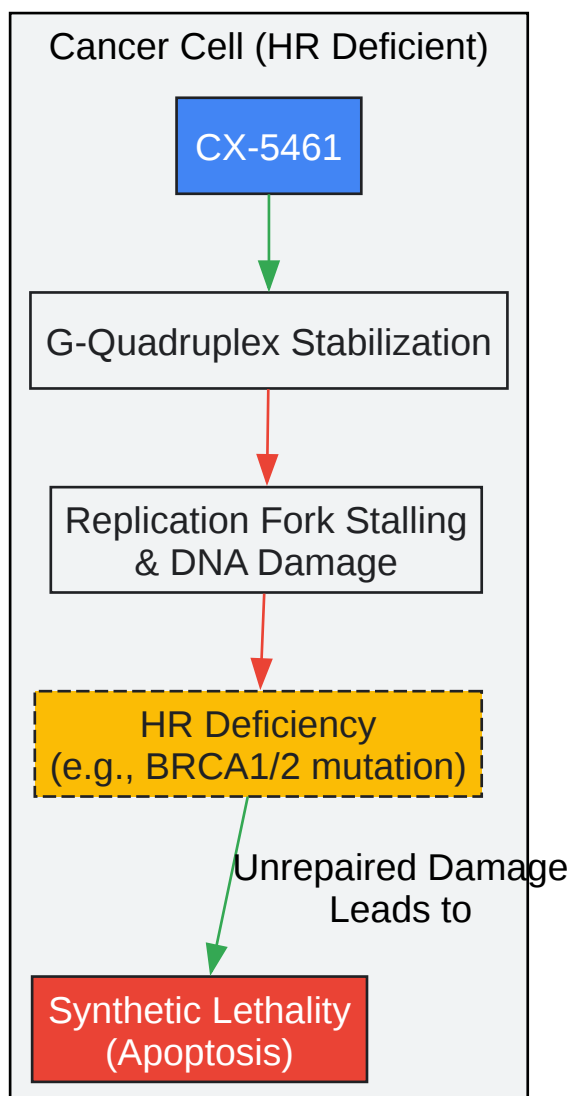 Cancer Cell (HR Deficient)
CX-5461
G-Quadruplex Stabilization
Replication Fork Stalling
& DNA Damage
HR Deficiency
(e.g., BRCA1/2 mutation)
Unrepaired Damage
Leads to
Synthetic Lethality
(Apoptosis)